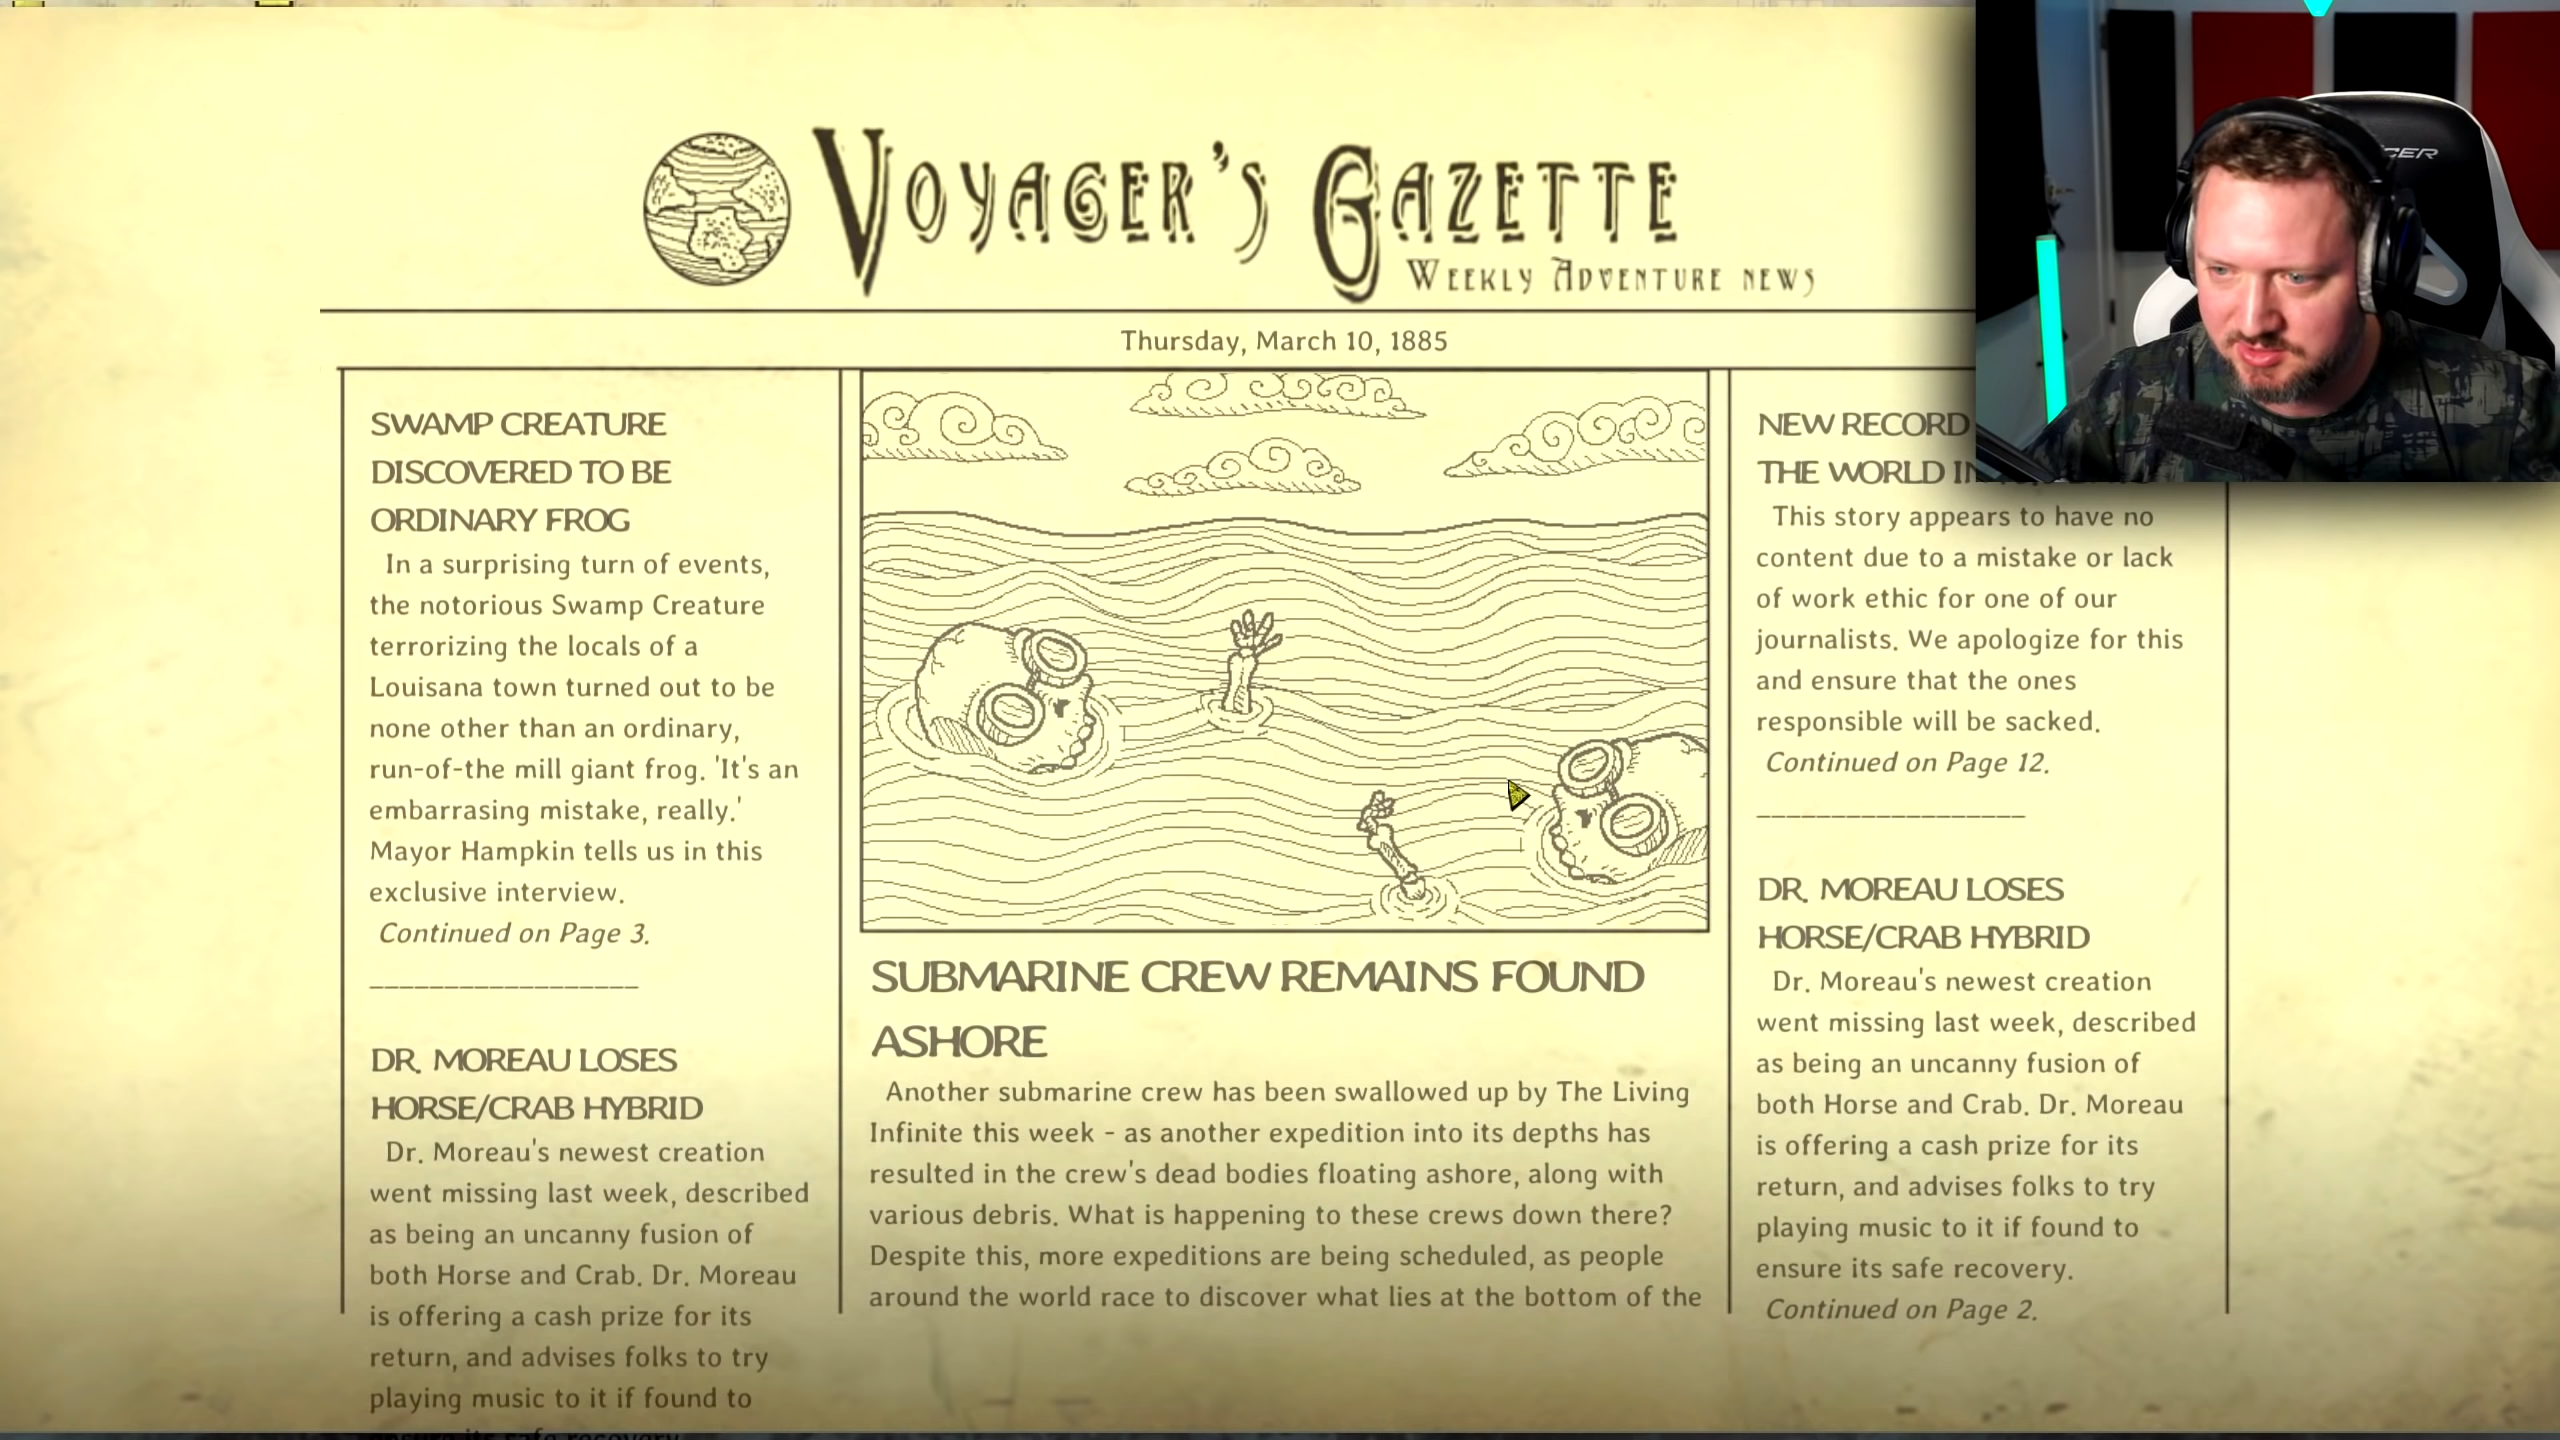 VOYAGER'S GAZETTE
WEEKLY ADVENTURE NEWS
Thursday, March 10, 1885
SWAMP CREATURE
DISCOVERED TO BE
ORDINARY FROG
In a surprising turn of events,
the notorious Swamp Creature
terrorizing the locals of a
Louisana town turned out to be
none other than an ordinary,
run-of-the mill giant frog. 'It's an
embarrasing mistake, really.'
Mayor Hampkin tells us in this
exclusive interview.
Continued on Page 3.
__________________
DR. MOREAU LOSES
HORSE/CRAB HYBRID
Dr. Moreau's newest creation
went missing last week, described
as being an uncanny fusion of
both Horse and Crab. Dr. Moreau
is offering a cash prize for its
return, and advises folks to try
playing music to it if found to
ensure its safe recovery.
SUBMARINE CREW REMAINS FOUND
ASHORE
Another submarine crew has been swallowed up by The Living
Infinite this week - as another expedition into its depths has
resulted in the crew's dead bodies floating ashore, along with
various debris. What is happening to these crews down there?
Despite this, more expeditions are being scheduled, as people
around the world race to discover what lies at the bottom of the
NEW RECORD
THE WORLD
This story appears to have no
content due to a mistake or lack
of work ethic for one of our
journalists. We apologize for this
and ensure that the ones
responsible will be sacked.
Continued on Page 12.
__________________
DR. MOREAU LOSES
HORSE/CRAB HYBRID
Dr. Moreau's newest creation
went missing last week, described
as being an uncanny fusion of
both Horse and Crab. Dr. Moreau
is offering a cash prize for its
return, and advises folks to try
playing music to it if found to
ensure its safe recovery.
Continued on Page 2.